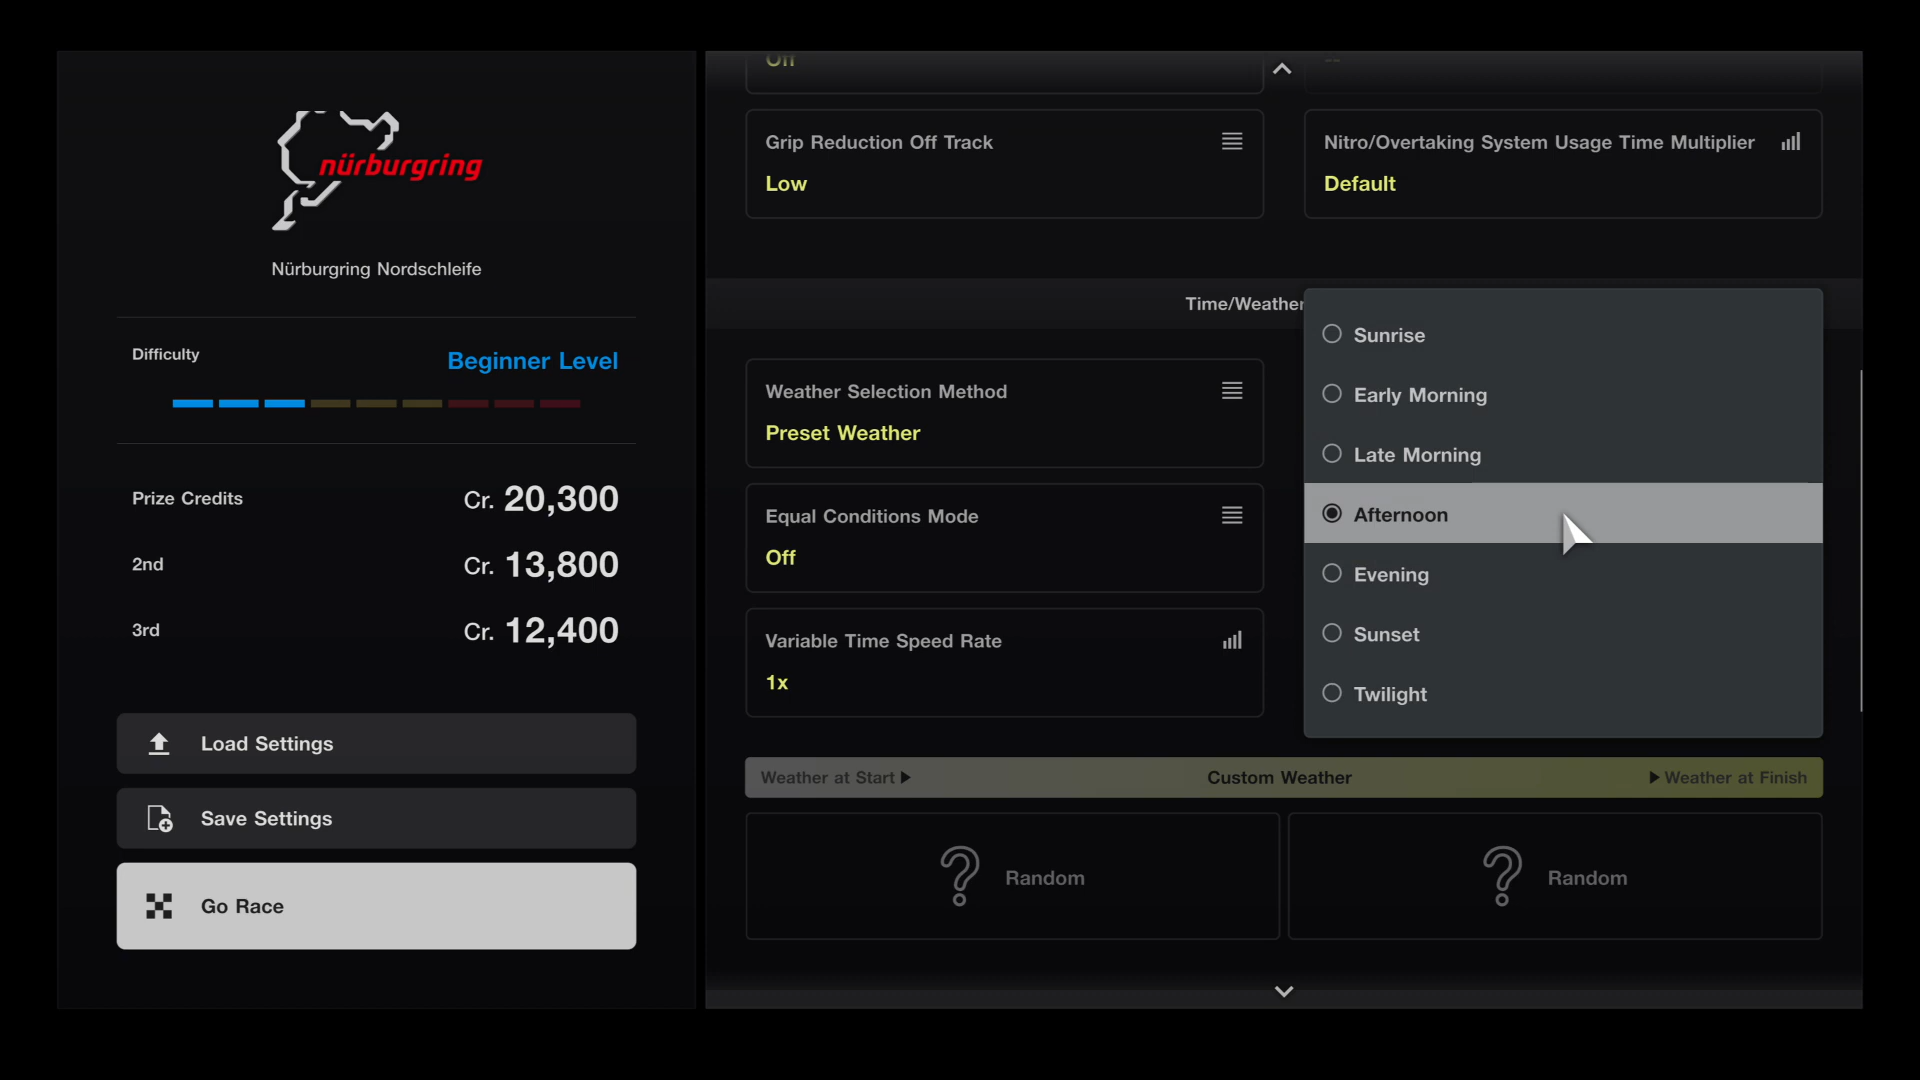 nürburgring
Nürburgring Nordschleife
Difficulty
Beginner Level
Prize Credits
Cr. 20,300
2nd
Cr. 13,800
3rd
Cr. 12,400
Load Settings
Save Settings
Go Race
Off
--
Grip Reduction Off Track
Low
Nitro/Overtaking System Usage Time Multiplier
Default
Time/Weather
Weather Selection Method
Preset Weather
Equal Conditions Mode
Off
Variable Time Speed Rate
1x
Sunrise
Early Morning
Late Morning
Afternoon
Evening
Sunset
Twilight
Weather at Start
Custom Weather
Weather at Finish
? Random
? Random